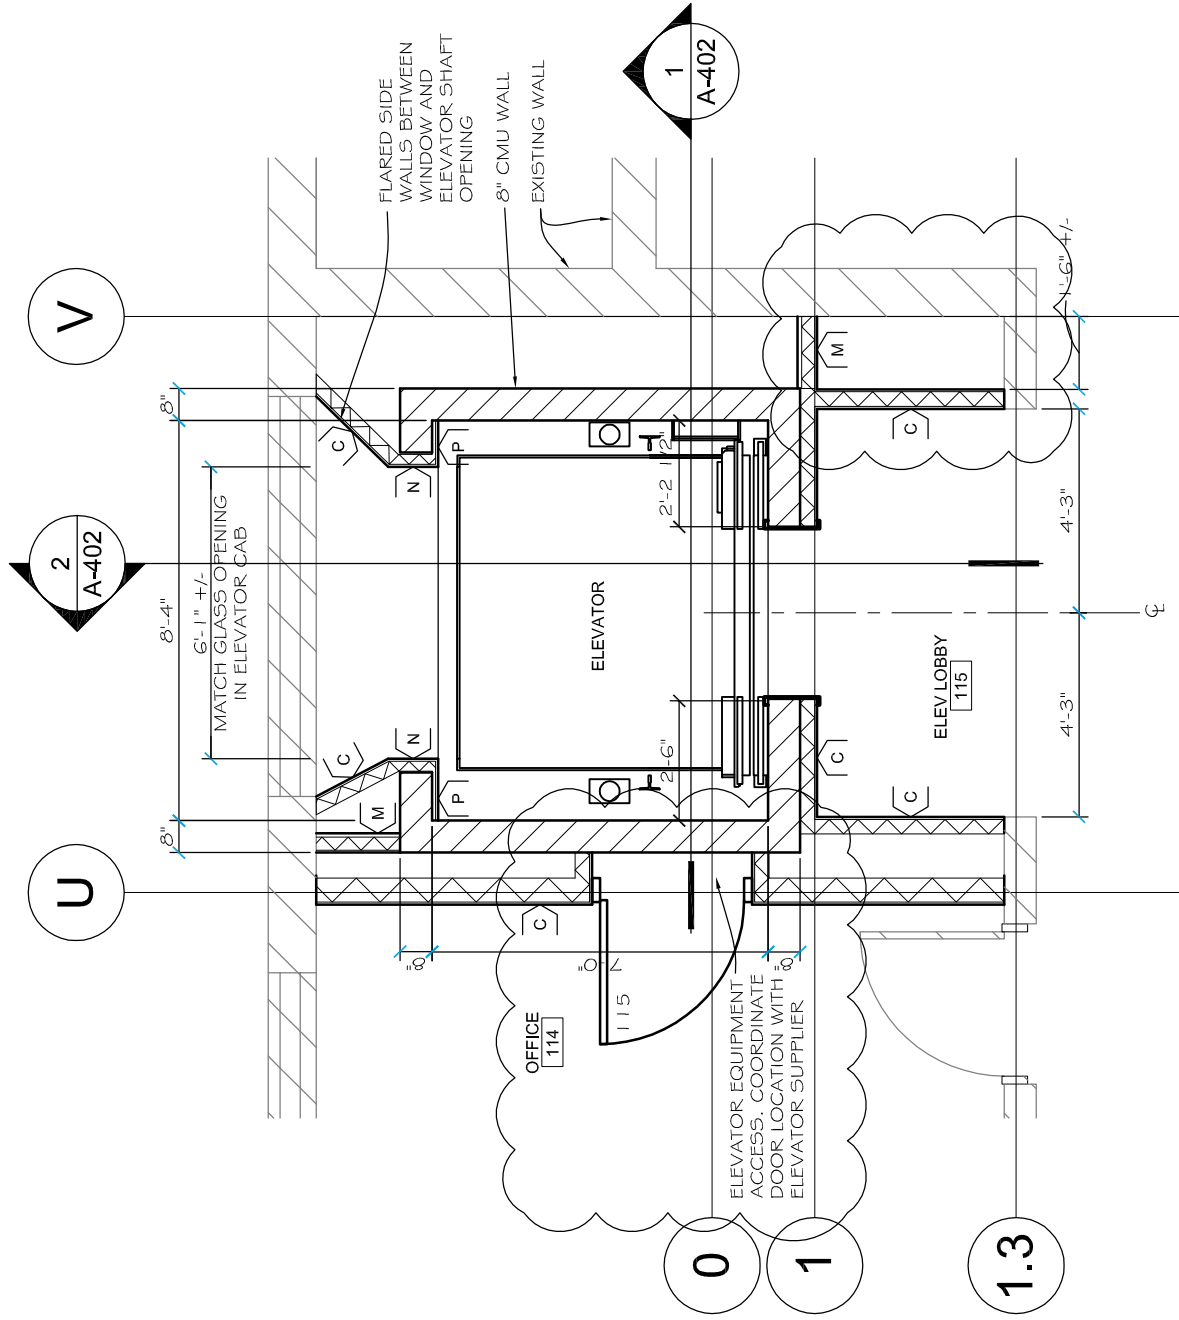 FLARED SIDE
WALLS BETWEEN
WINDOW AND
ELEVATOR SHAFT
OPENING
8" CMU WALL
EXISTING WALL
1
A-402
2
A-402
V
U
0
1
1.3
8"
8'-4"
8"
6'-1" +/-
MATCH GLASS OPENING
IN ELEVATOR CAB
C
N
P
C
N
P
M
C
M
C
C
C
2'-2 1/2"
2'-6"
ELEVATOR
ELEV LOBBY
115
1'-6" +/-
4'-3"
4'-3"
CL
8"
7'-0"
8"
OFFICE
114
115
ELEVATOR EQUIPMENT
ACCESS. COORDINATE
DOOR LOCATION WITH
ELEVATOR SUPPLIER